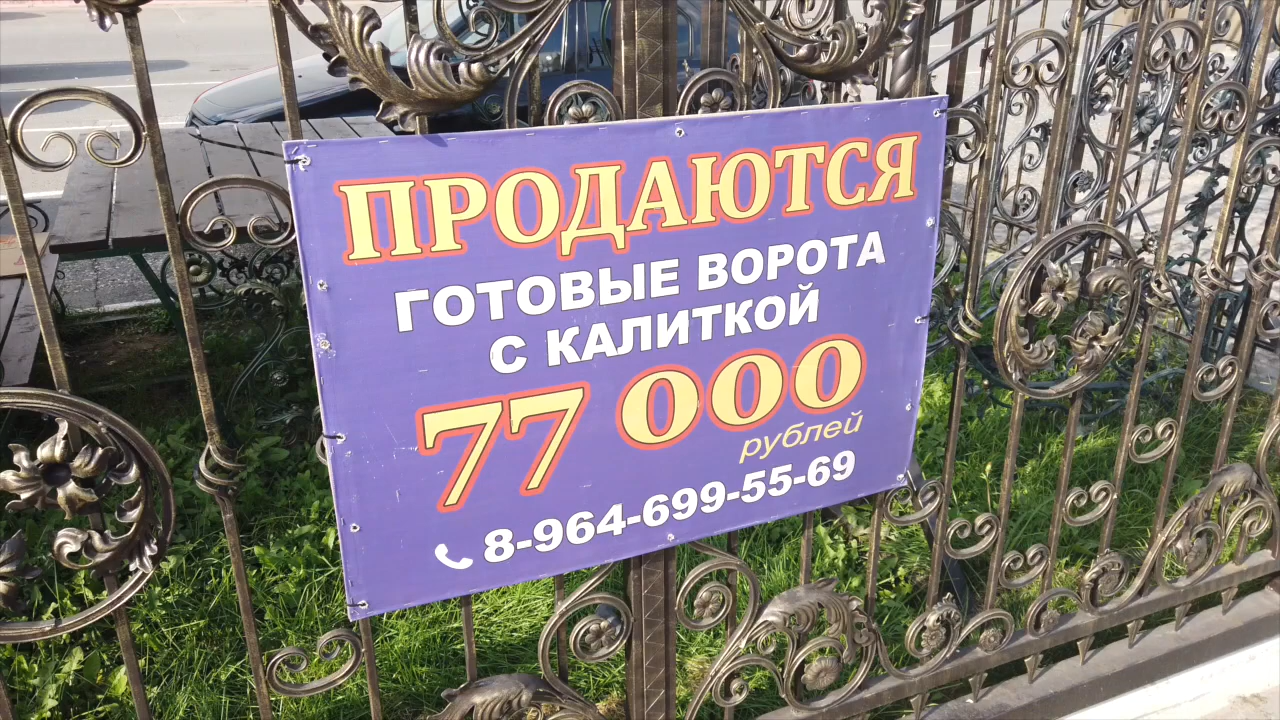 ПРОДАЮТСЯ
ГОТОВЫЕ ВОРОТА
С КАЛИТКОЙ
77 000
рублей
8-964-699-55-69